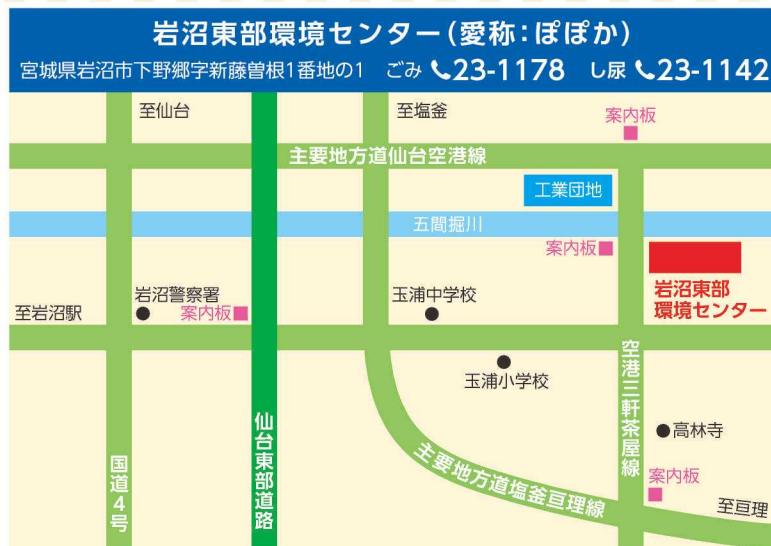 岩沼東部環境センター(愛称:ぽぽか)
宮城県岩沼市下野郷字新藤曽根1番地の1 ごみ 23-1178 し尿 23-1142
至仙台
至塩釜
案内板
主要地方道仙台空港線
工業団地
五間堀川
案内板
岩沼東部
環境センター
岩沼警察署
玉浦中学校
至岩沼駅
案内板
玉浦小学校
空港三軒茶屋線
仙台東部道路
高林寺
国道4号
主要地方道塩釜亘理線
案内板
至亘理